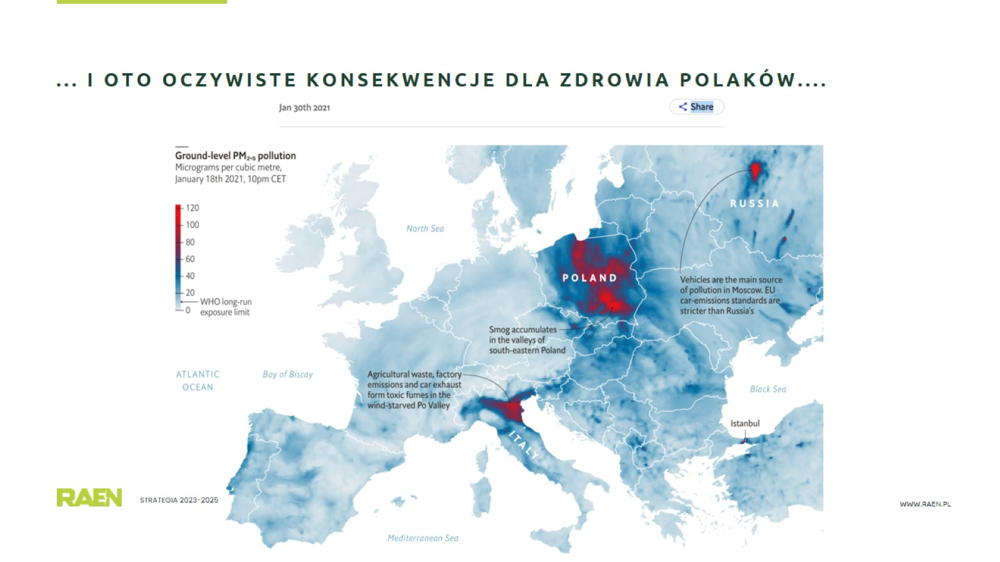 ... I OTO OCZYWISTE KONSEKWENCJE DLA ZDROWIA POLAKÓW....
Jan 30th 2021
Share
Ground-level PM₂.₅ pollution
Micrograms per cubic metre,
January 18th 2021, 10pm CET
120
100
80
60
40
20
0
WHO long-run
exposure limit
North Sea
RUSSIA
POLAND
Vehicles are the main source
of pollution in Moscow. EU
car-emissions standards are
stricter than Russia's
Smog accumulates
in the valleys of
south-eastern Poland
ATLANTIC
OCEAN
Bay of Biscay
Agricultural waste, factory
emissions and car exhaust
form toxic fumes in the
wind-starved Po Valley
Black Sea
Istanbul
ITALY
Mediterranean Sea
RAEN
STRATEGIA 2023-2025
WWW.RAEN.PL